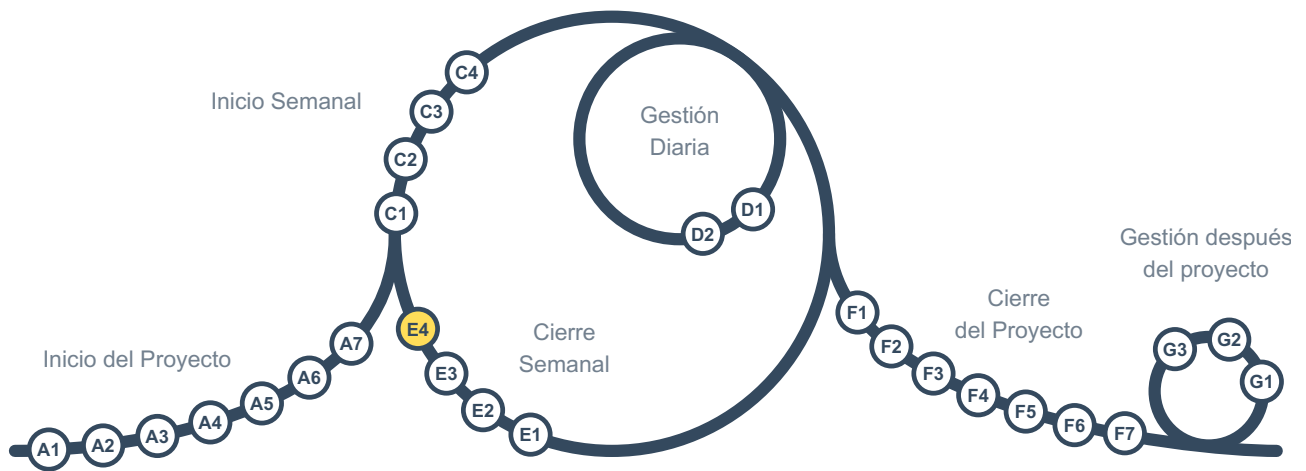 Inicio del Proyecto
A1
A2
A3
A4
A5
A6
A7
Inicio Semanal
C1
C2
C3
C4
Gestión
Diaria
D1
D2
Cierre
Semanal
E1
E2
E3
E4
Cierre
del Proyecto
F1
F2
F3
F4
F5
F6
F7
Gestión después
del proyecto
G1
G2
G3